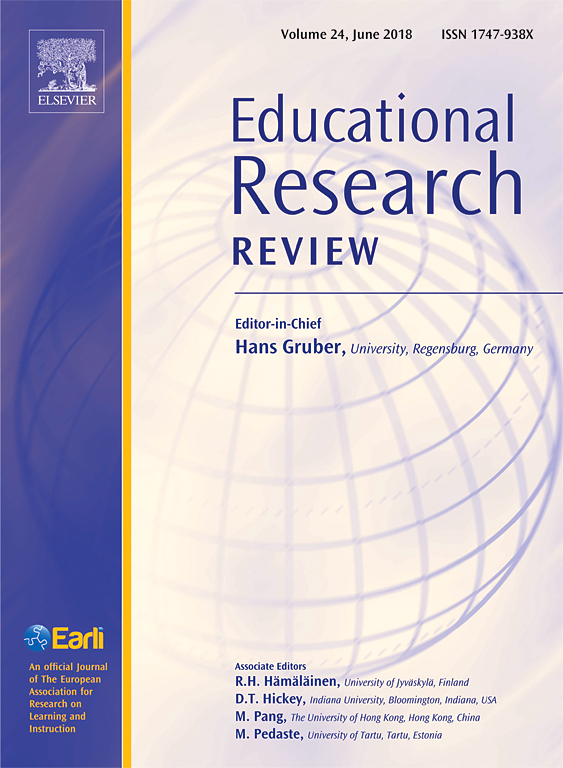 Volume 24, June 2018 ISSN 1747-938X
ELSEVIER
Educational
Research
REVIEW
Editor-in-Chief
Hans Gruber, University, Regensburg, Germany
Earli
An official Journal
of The European
Association for
Research on
Learning and
Instruction
Associate Editors
R.H. Hämäläinen, University of Jyväskylä, Finland
D.T. Hickey, Indiana University, Bloomington, Indiana, USA
M. Pang, The University of Hong Kong, Hong Kong, China
M. Pedaste, University of Tartu, Tartu, Estonia